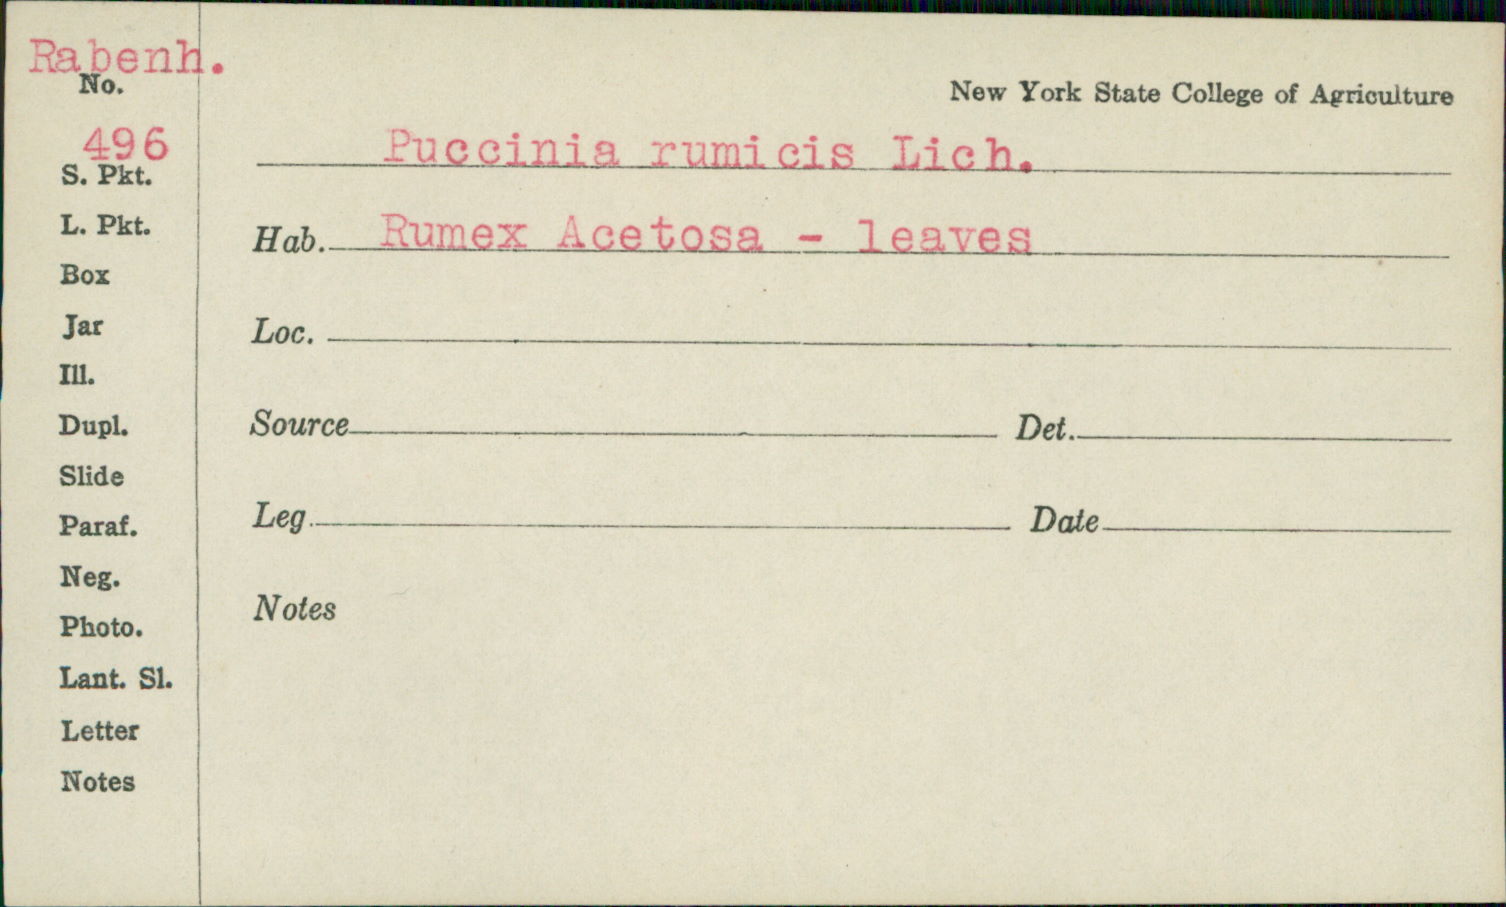 Rabenh.
No.
New York State College of Agriculture
496
Puccinia rumicis Lich.
S. Pkt.
L. Pkt.
Hab. Rumex Acetosa - leaves
Box
Jar
Loc.
Ill.
Dupl.
Source Det.
Slide
Paraf.
Leg. Date
Neg.
Notes
Photo.
Lant. Sl.
Letter
Notes